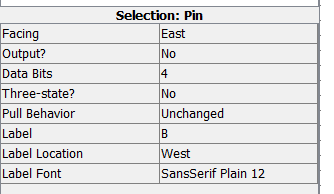 Selection: Pin
Facing East
Output? No
Data Bits 4
Three-state? No
Pull Behavior Unchanged
Label B
Label Location West
Label Font SansSerif Plain 12